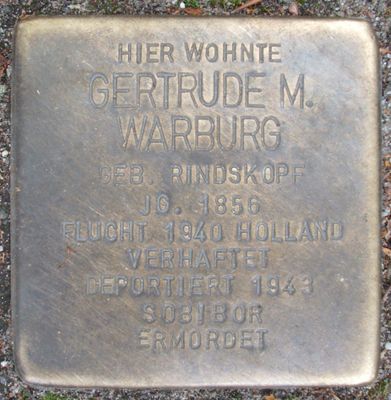 HIER WOHNTE
GERTRUDE M.
WARBURG
GEB. RINDSKOPF
JG. 1856
FLUCHT 1940 HOLLAND
VERHAFTET
DEPORTIERT 1943
SOBIBOR
ERMORDET